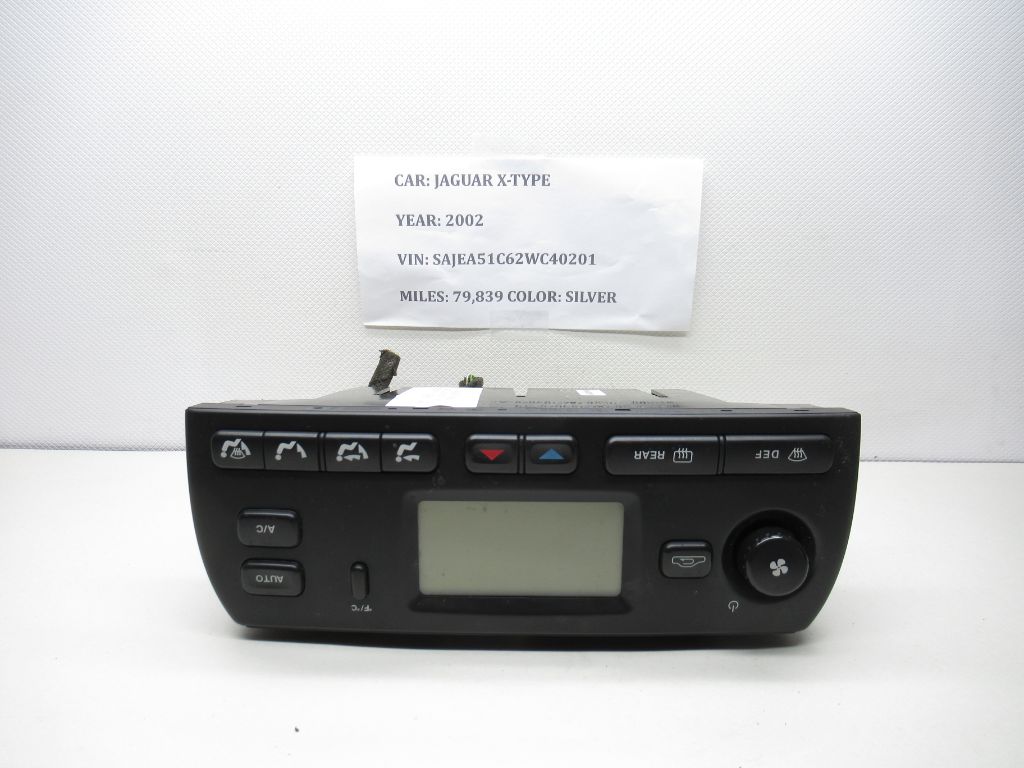 CAR: JAGUAR X-TYPE
YEAR: 2002
VIN: SAJEA51C62WC40201
MILES: 79,839 COLOR: SILVER
REAR
DEF
A/C
AUTO
°F/°C